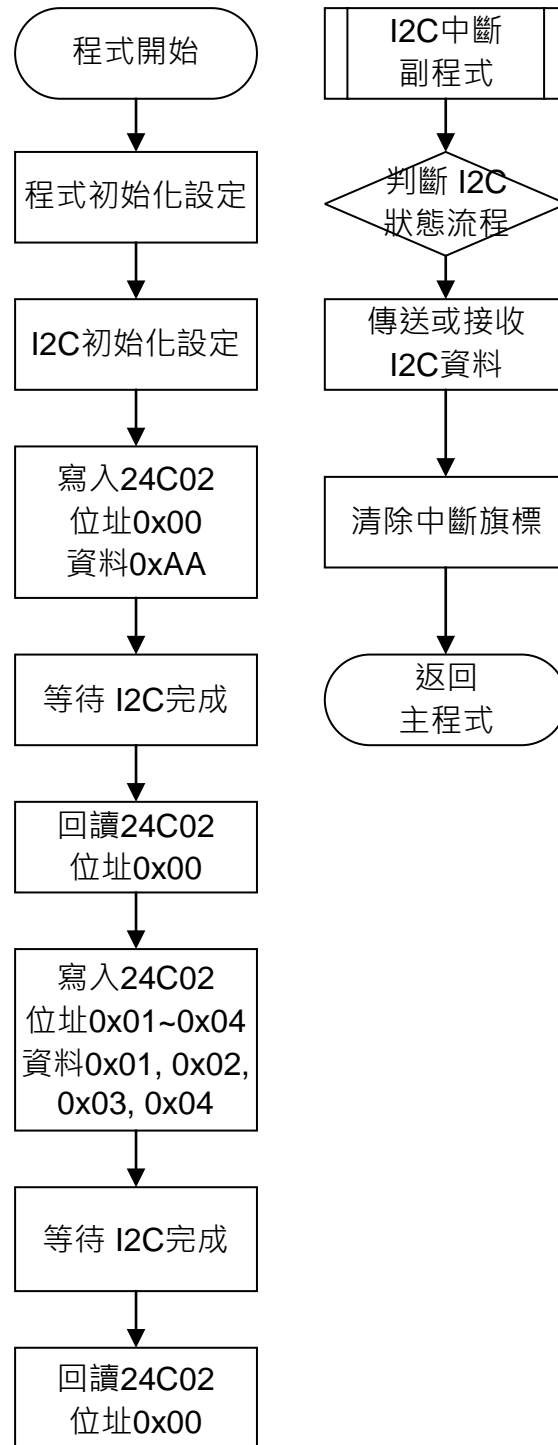 程式開始
程式初始化設定
I2C初始化設定
寫入24C02
位址0x00
資料0xAA
等待 I2C完成
回讀24C02
位址0x00
寫入24C02
位址0x01~0x04
資料0x01, 0x02,
0x03, 0x04
等待 I2C完成
回讀24C02
位址0x00
I2C中斷
副程式
判斷 I2C
狀態流程
傳送或接收
I2C資料
清除中斷旗標
返回
主程式